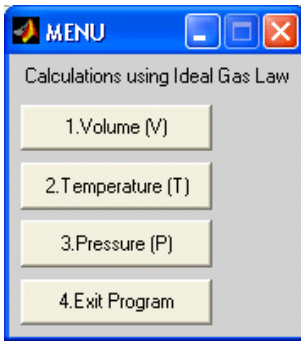 MENU
Calculations using Ideal Gas Law
1.Volume (V)
2.Temperature (T)
3.Pressure (P)
4.Exit Program